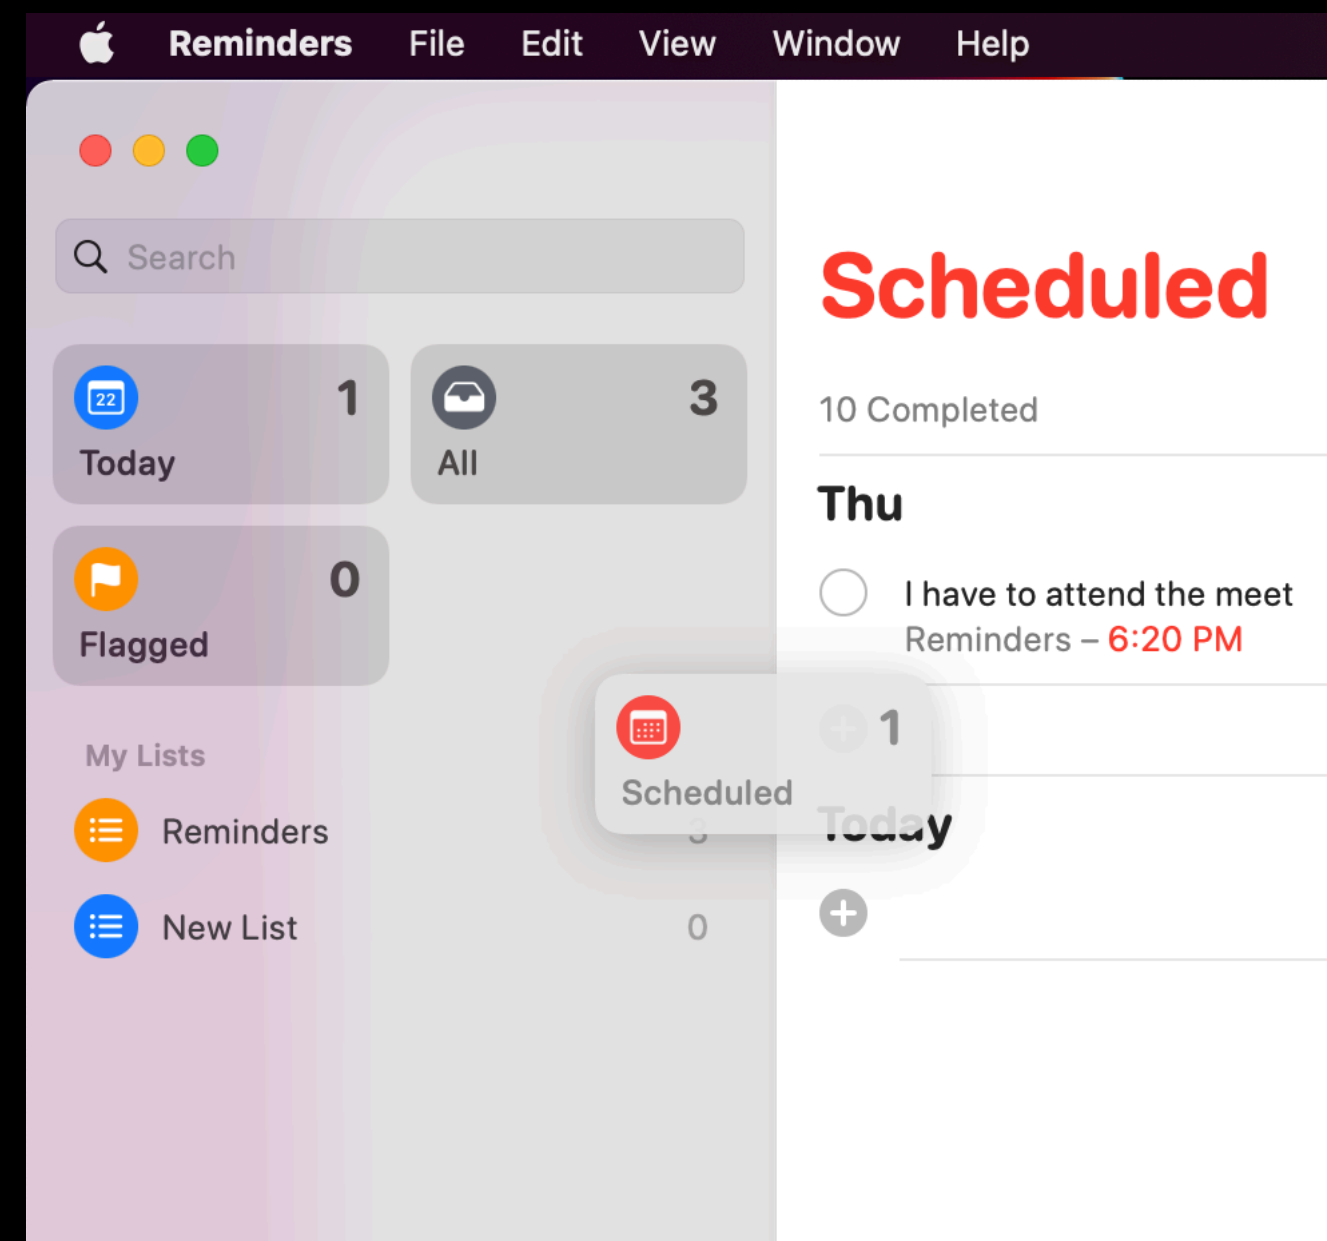 Reminders File Edit View Window Help
Search
22
Today 1
All 3
Flagged 0
My Lists
Reminders 3
New List 0
Scheduled 1
Scheduled
10 Completed
Thu
I have to attend the meet
Reminders – 6:20 PM
Today